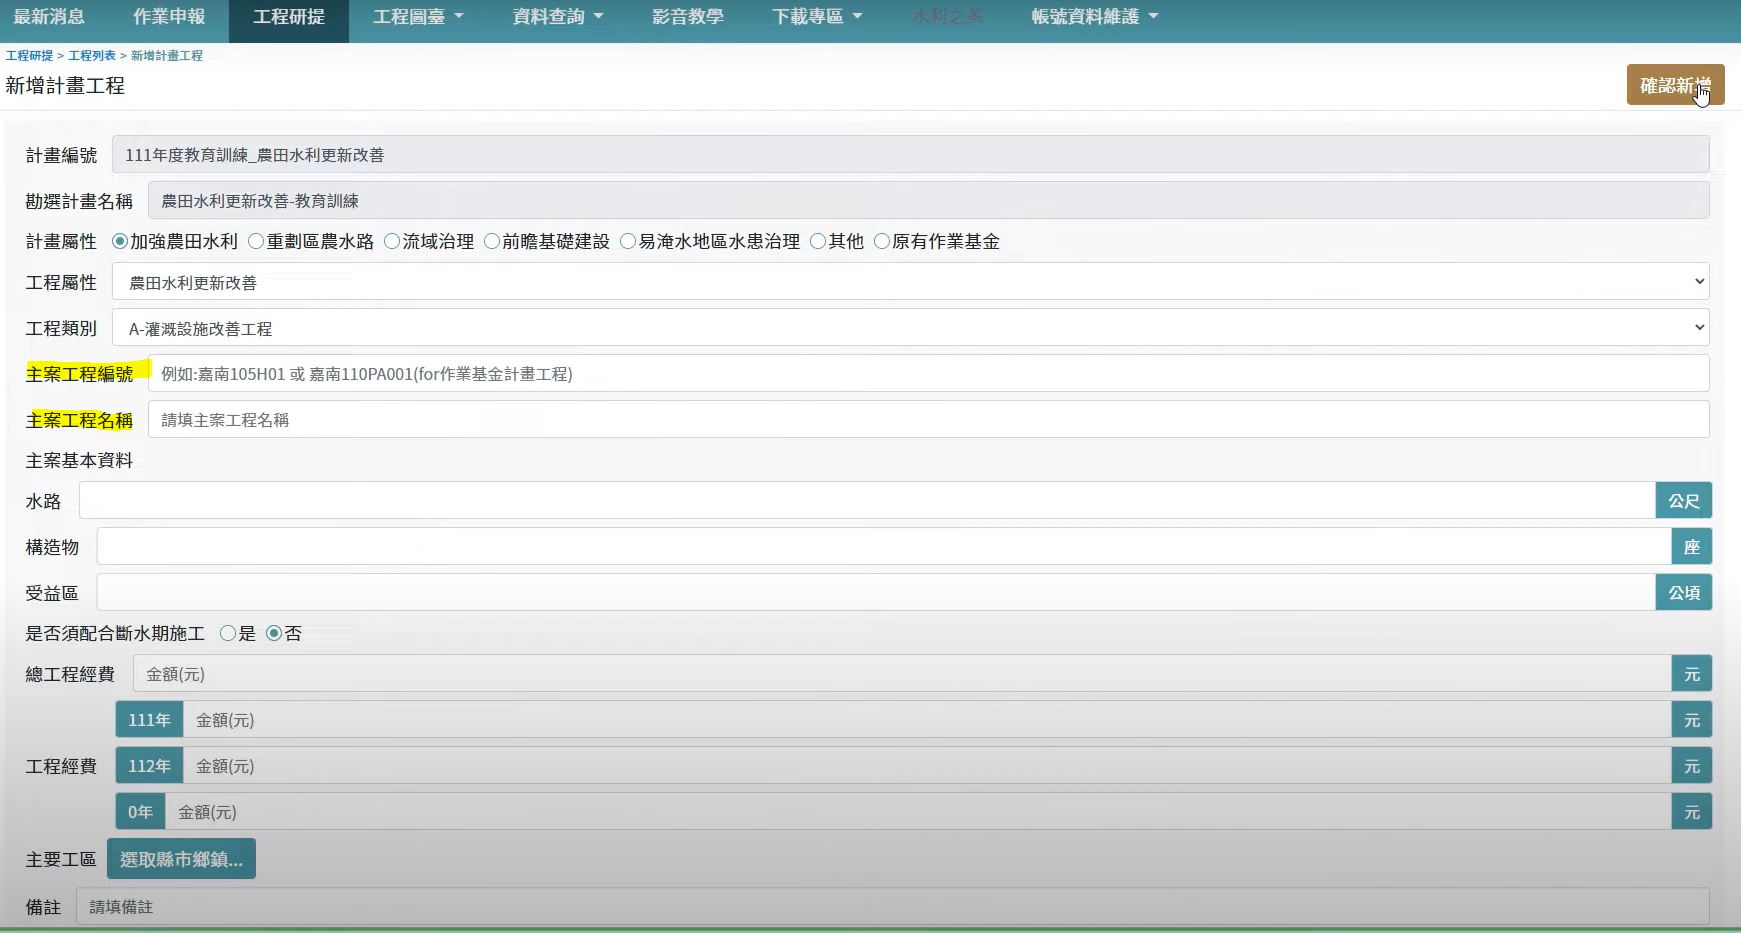 最新消息 作業申報 工程研提 工程圖臺 資料查詢 影音教學 下載專區 水利之美 帳號資料維護
工程研提 > 工程列表 > 新增計畫工程
新增計畫工程
確認新增
計畫編號 111年度教育訓練_農田水利更新改善
勘選計畫名稱 農田水利更新改善-教育訓練
計畫屬性 加強農田水利 重劃區農水路 流域治理 前瞻基礎建設 易淹水地區水患治理 其他 原有作業基金
工程屬性 農田水利更新改善
工程類別 A-灌溉設施改善工程
主案工程編號 例如:嘉南105H01 或 嘉南110PA001(for作業基金計畫工程)
主案工程名稱 請填主案工程名稱
主案基本資料
水路 公尺
構造物 座
受益區 公頃
是否須配合斷水期施工 是 否
總工程經費 金額(元) 元
111年 金額(元) 元
工程經費 112年 金額(元) 元
0年 金額(元) 元
主要工區 選取縣市鄉鎮...
備註 請填備註